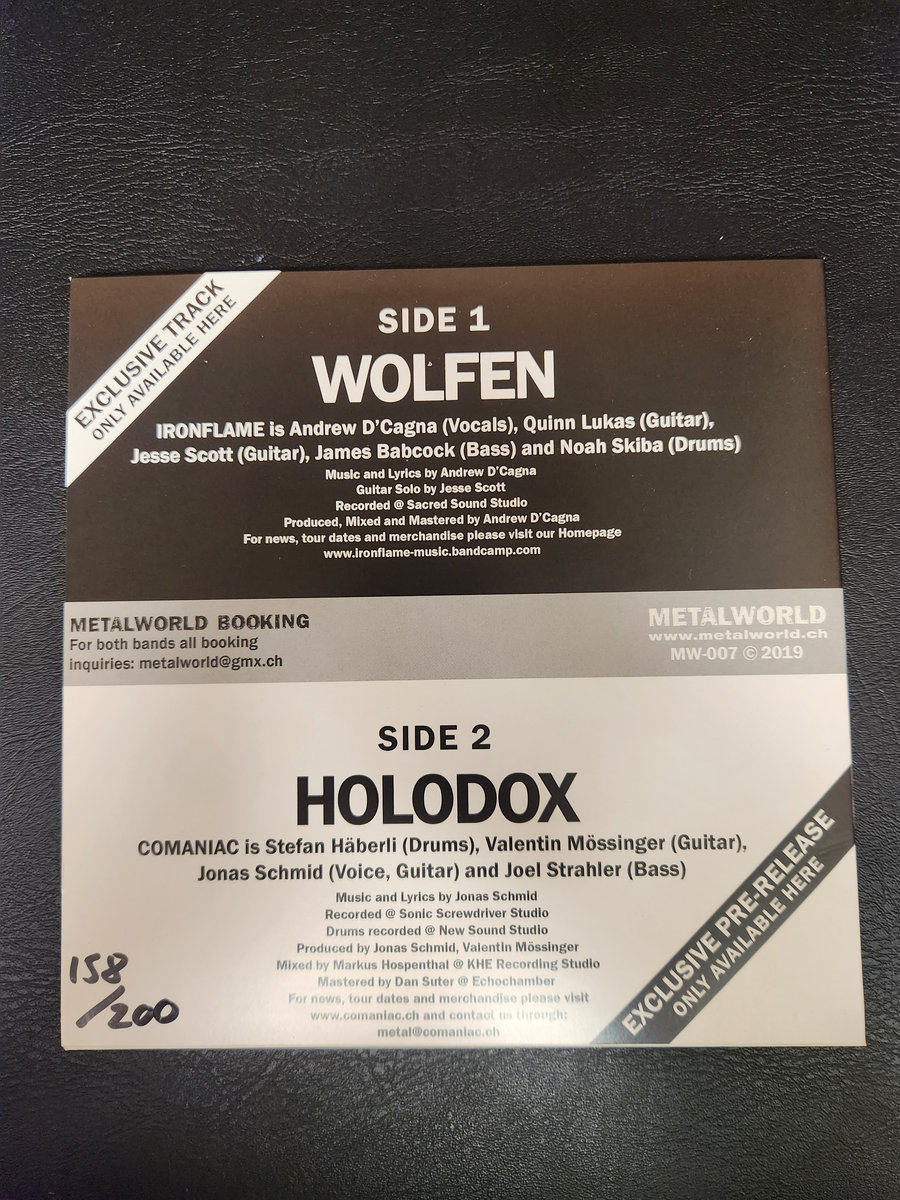 EXCLUSIVE TRACK
ONLY AVAILABLE HERE
SIDE 1
WOLFEN
IRONFLAME is Andrew D'Cagna (Vocals), Quinn Lukas (Guitar),
Jesse Scott (Guitar), James Babcock (Bass) and Noah Skiba (Drums)
Music and Lyrics by Andrew D'Cagna
Guitar Solo by Jesse Scott
Recorded @ Sacred Sound Studio
Produced, Mixed and Mastered by Andrew D'Cagna
For news, tour dates and merchandise please visit our Homepage
www.ironflame-music.bandcamp.com
METALWORLD BOOKING
For both bands all booking
inquiries: metalworld@gmx.ch
METALWORLD
www.metalworld.ch
MW-007 © 2019
SIDE 2
HOLODOX
COMANIAC is Stefan Häberli (Drums), Valentin Mössinger (Guitar),
Jonas Schmid (Voice, Guitar) and Joel Strahler (Bass)
Music and Lyrics by Jonas Schmid
Recorded @ Sonic Screwdriver Studio
Drums recorded @ New Sound Studio
Produced by Jonas Schmid, Valentin Mössinger
Mixed by Markus Hospenthal @ KHE Recording Studio
Mastered by Dan Suter @ Echochamber
For news, tour dates and merchandise please visit
www.comaniac.ch and contact us through:
metal@comaniac.ch
EXCLUSIVE PRE-RELEASE
ONLY AVAILABLE HERE
158
/200